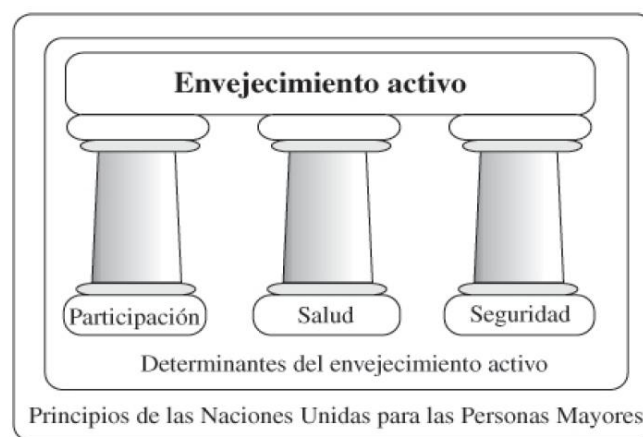 Envejecimiento activo
Participación
Salud
Seguridad
Determinantes del envejecimiento activo
Principios de las Naciones Unidas para las Personas Mayores